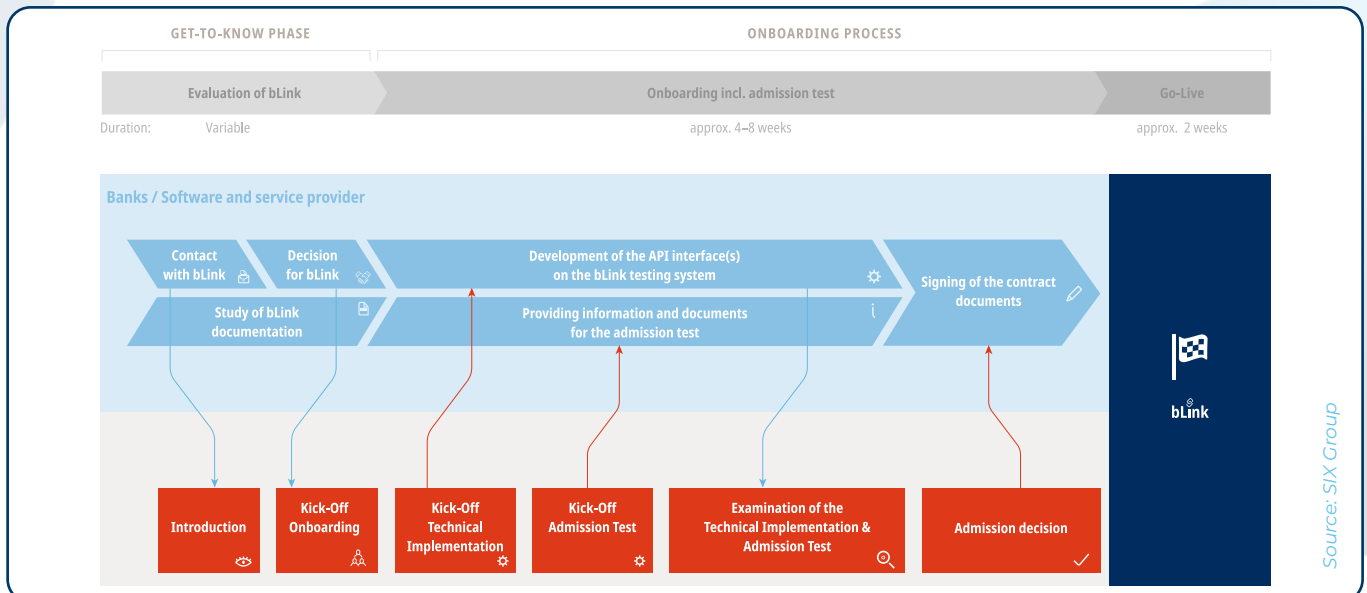 GET-TO-KNOW PHASE
ONBOARDING PROCESS
Evaluation of bLink
Onboarding incl. admission test
Go-Live
Duration:
Variable
approx. 4–8 weeks
approx. 2 weeks
Banks / Software and service provider
Contact
with bLink
Decision
for bLink
Development of the API interface(s)
on the bLink testing system
Study of bLink
documentation
Providing information and documents
for the admission test
i
Signing of the contract
documents
bLink
Introduction
Kick-Off
Onboarding
Kick-Off
Technical
Implementation
Kick-Off
Admission Test
Examination of the
Technical Implementation &
Admission Test
Admission decision
Source: SIX Group